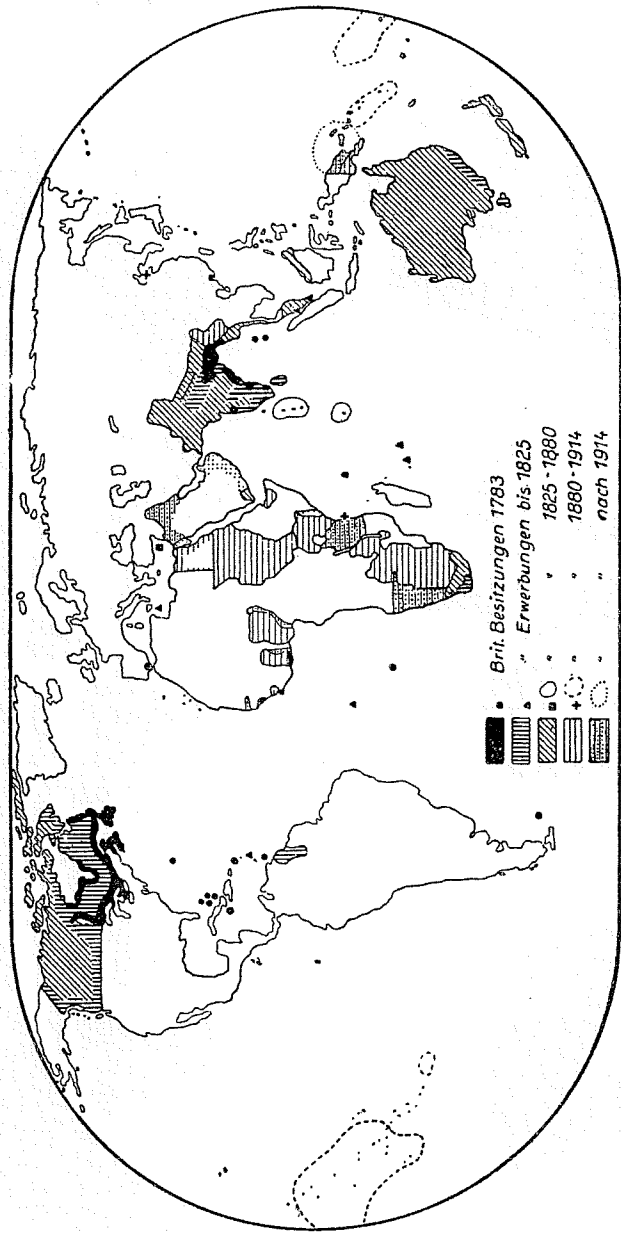 Brit. Besitzungen 1783
" Erwerbungen bis 1825
" " 1825-1880
" " 1880-1914
" " nach 1914